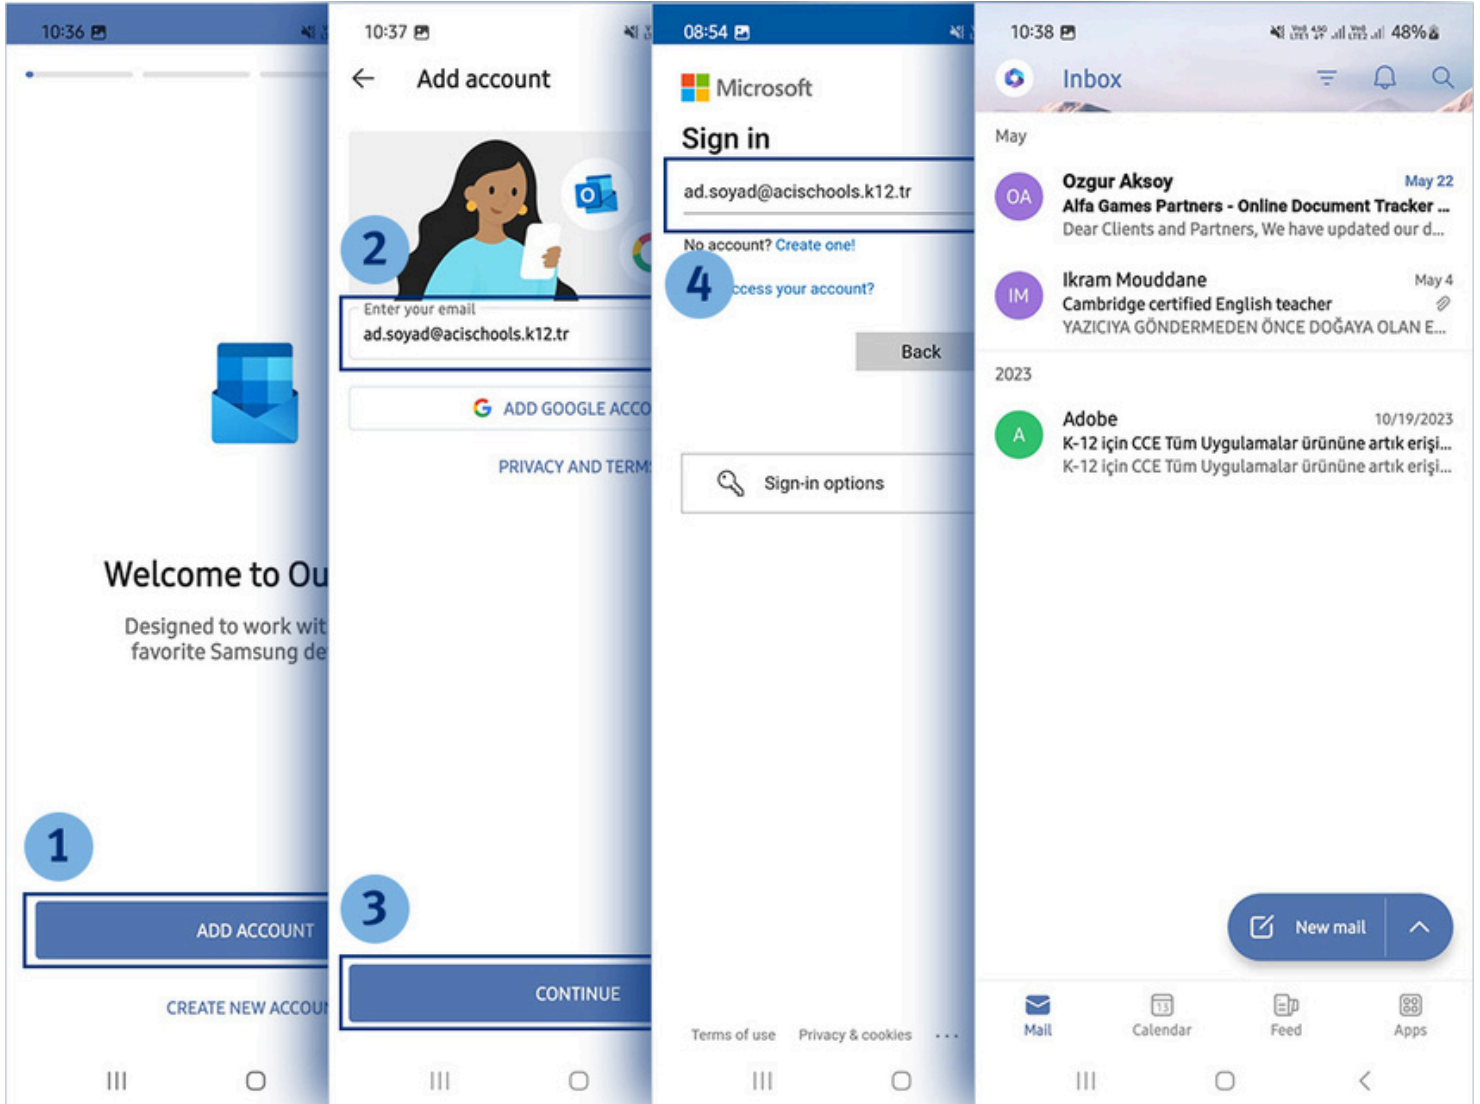 10:36
Welcome to Ou
Designed to work wit
favorite Samsung de
1
ADD ACCOUNT
CREATE NEW ACCOU
10:37
Add account
2
Enter your email
ad.soyad@acischools.k12.tr
ADD GOOGLE ACCO
PRIVACY AND TERMS
3
CONTINUE
08:54
Microsoft
Sign in
ad.soyad@acischools.k12.tr
No account? Create one!
4
ccess your account?
Back
Sign-in options
Terms of use Privacy & cookies ...
10:38 48%
Inbox
May
OA
Ozgur Aksoy May 22
Alfa Games Partners - Online Document Tracker ...
Dear Clients and Partners, We have updated our d...
IM
Ikram Mouddane May 4
Cambridge certified English teacher
YAZICIYA GÖNDERMEDEN ÖNCE DOĞAYA OLAN E...
2023
A
Adobe 10/19/2023
K-12 için CCE Tüm Uygulamalar ürününe artık erişi...
K-12 için CCE Tüm Uygulamalar ürününe artık erişi...
New mail
Mail Calendar Feed Apps